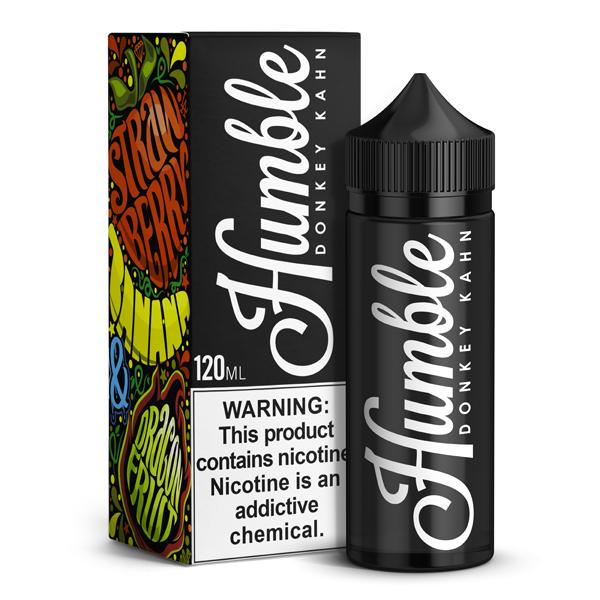 STRAW
BERRY
BANANA
&
DRAGON
FRUIT
Humble
DONKEY KAHN
120ML
WARNING:
This product
contains nicotine
Nicotine is an
addictive
chemical.
Humble
DONKEY KAHN